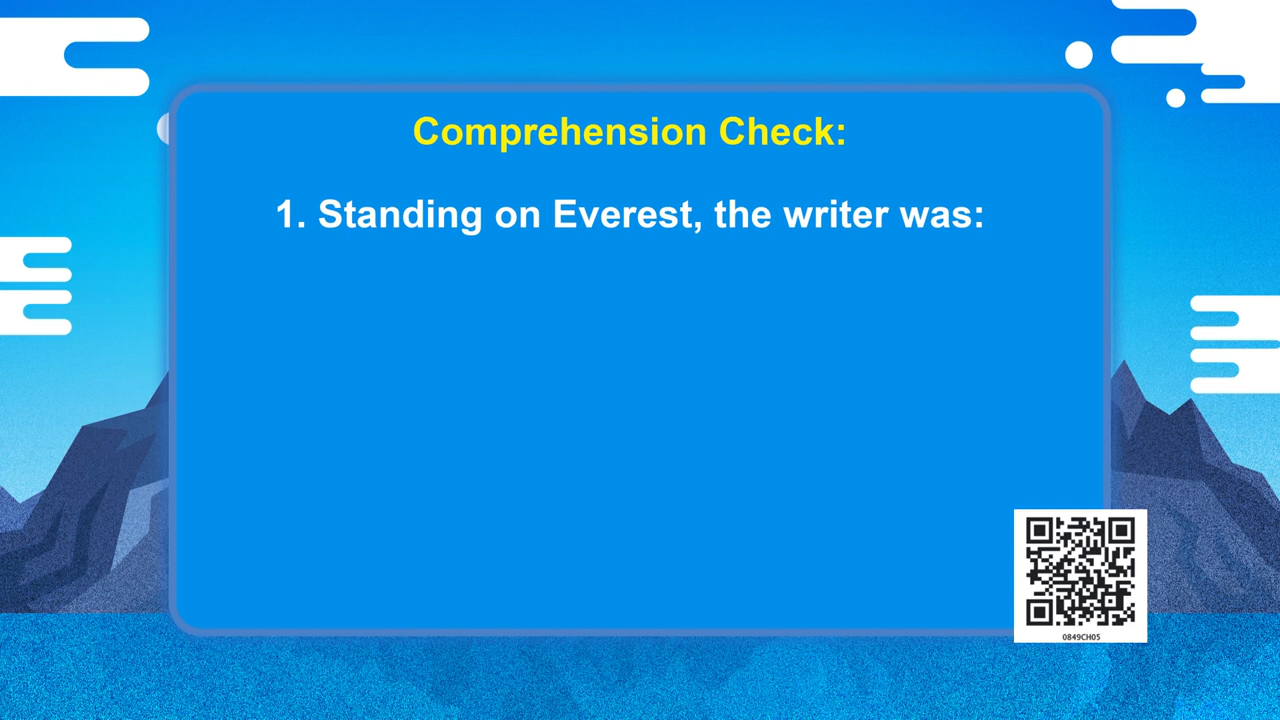 Comprehension Check:
1. Standing on Everest, the writer was:
0849CH05